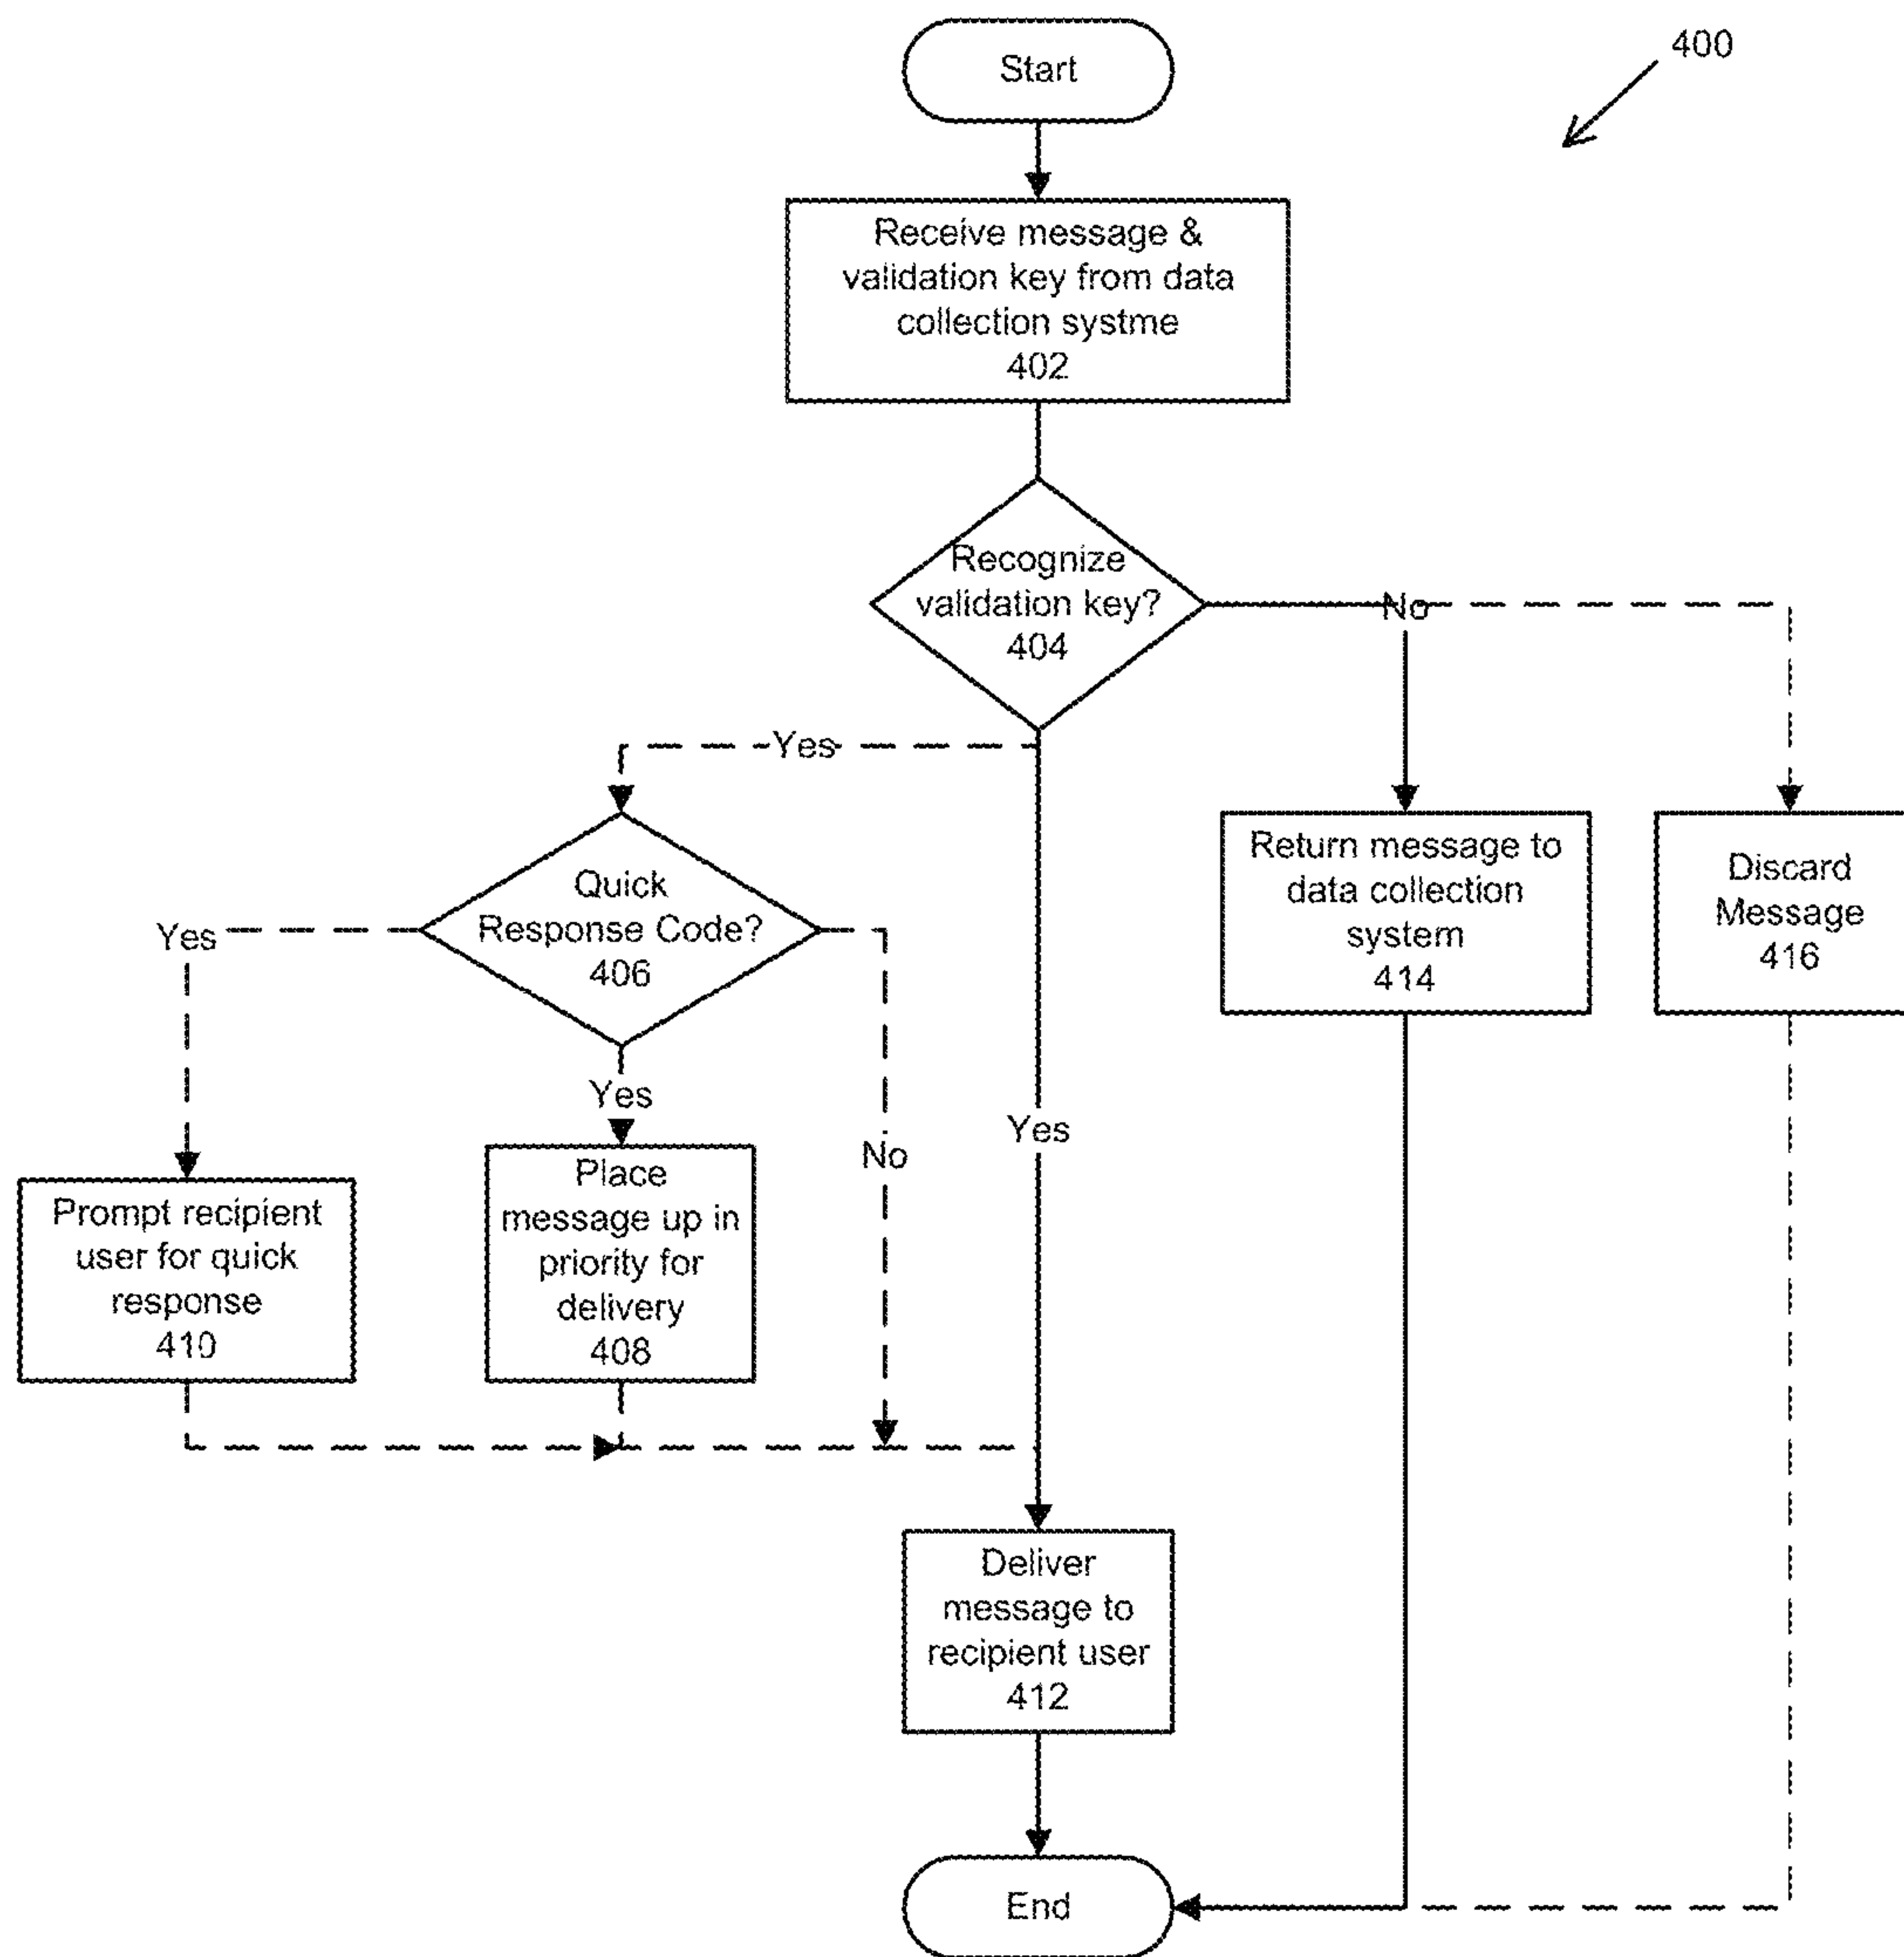 Start
400
Receive message &
validation key from data
collection systme
402
Recognize
validation key?
404
No
Yes
Quick
Response Code?
406
Yes
Yes
No
Yes
Return message to
data collection
system
414
Discard
Message
416
Prompt recipient
user for quick
response
410
Place
message up in
priority for
delivery
408
Deliver
message to
recipient user
412
End